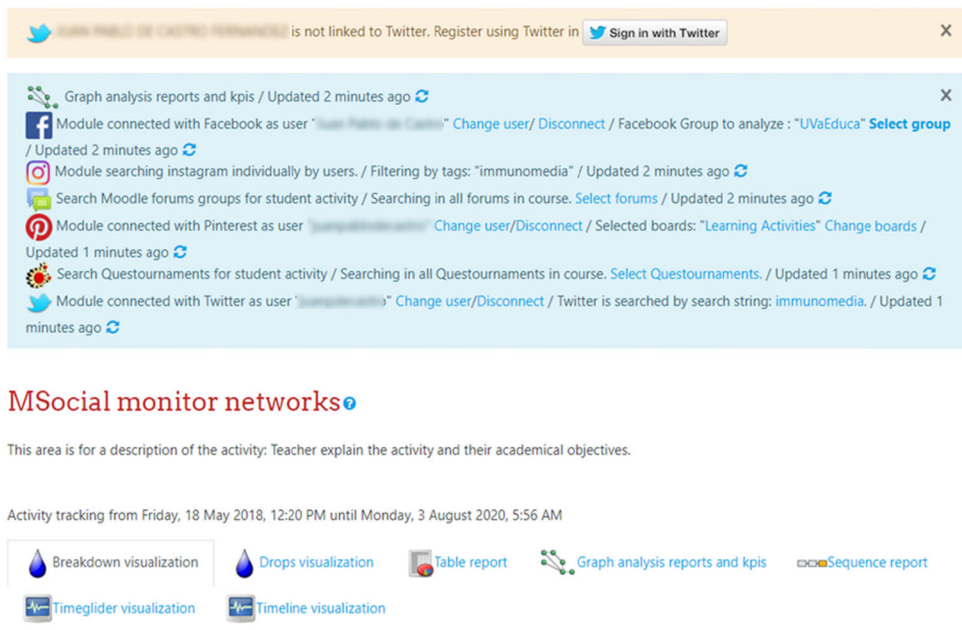 is not linked to Twitter. Register using Twitter in Sign in with Twitter X
Graph analysis reports and kpis / Updated 2 minutes ago X
Module connected with Facebook as user ' " Change user/ Disconnect / Facebook Group to analyze : "UVaEduca" Select group
/ Updated 2 minutes ago
Module searching instagram individually by users. / Filtering by tags: "immunomedia" / Updated 2 minutes ago
Search Moodle forums groups for student activity / Searching in all forums in course. Select forums / Updated 2 minutes ago
Module connected with Pinterest as user " " Change user/Disconnect / Selected boards: "Learning Activities" Change boards /
Updated 1 minutes ago
Search Questournaments for student activity / Searching in all Questournaments in course. Select Questournaments. / Updated 1 minutes ago
Module connected with Twitter as user ' " Change user/Disconnect / Twitter is searched by search string: immunomedia. / Updated 1
minutes ago
MSocial monitor networks
This area is for a description of the activity: Teacher explain the activity and their academical objectives.
Activity tracking from Friday, 18 May 2018, 12:20 PM until Monday, 3 August 2020, 5:56 AM
Breakdown visualization Drops visualization Table report Graph analysis reports and kpis Sequence report
Timeglider visualization Timeline visualization